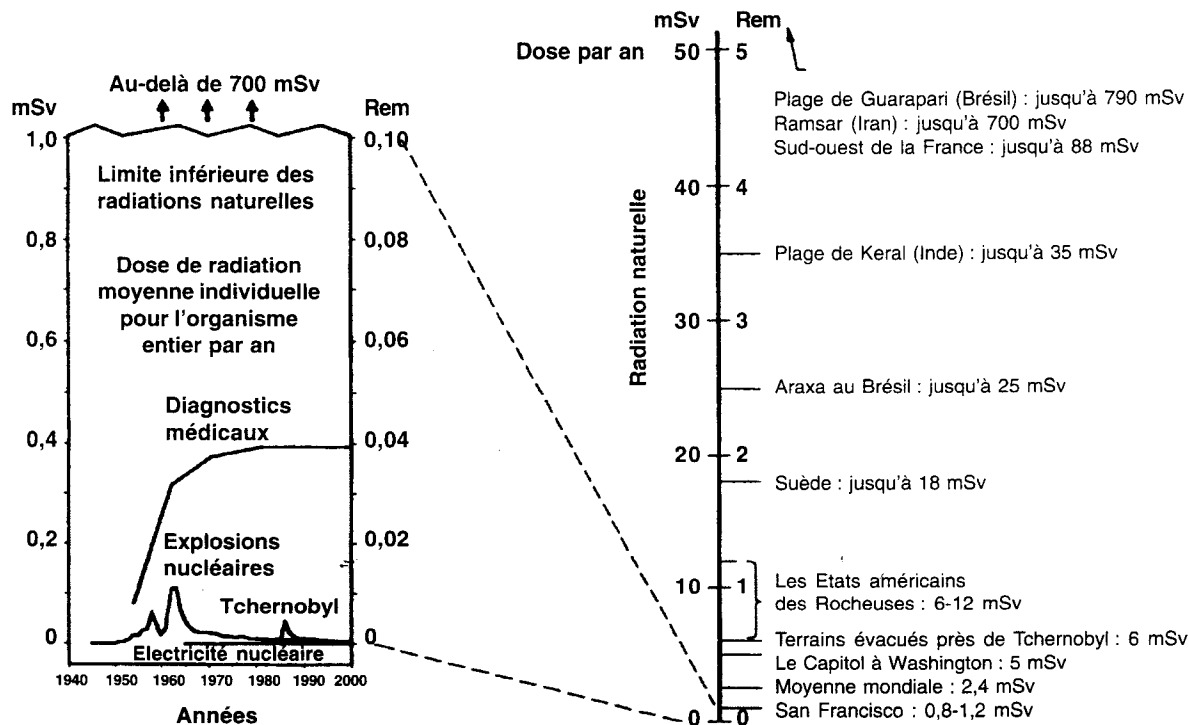 Au-delà de 700 mSv
mSv
Rem
1,0
0,10
Limite inférieure des
radiations naturelles
0,8
0,08
Dose de radiation
moyenne individuelle
pour l'organisme
entier par an
0,6
0,06
Diagnostics
médicaux
0,4
0,04
Explosions
nucléaires
0,2
0,02
Tchernobyl
0
0
Electricité nucléaire
1940 1950 1960 1970 1980 1990 2000
Années
mSv Rem
Dose par an 50 5
Plage de Guarapari (Brésil) : jusqu'à 790 mSv
Ramsar (Iran) : jusqu'à 700 mSv
Sud-ouest de la France : jusqu'à 88 mSv
40 4
Radiation naturelle
Plage de Keral (Inde) : jusqu'à 35 mSv
30 3
Araxa au Brésil : jusqu'à 25 mSv
20 2
Suède : jusqu'à 18 mSv
10 1
Les Etats américains
des Rocheuses : 6-12 mSv
Terrains évacués près de Tchernobyl : 6 mSv
Le Capitol à Washington : 5 mSv
Moyenne mondiale : 2,4 mSv
San Francisco : 0,8-1,2 mSv
0 0